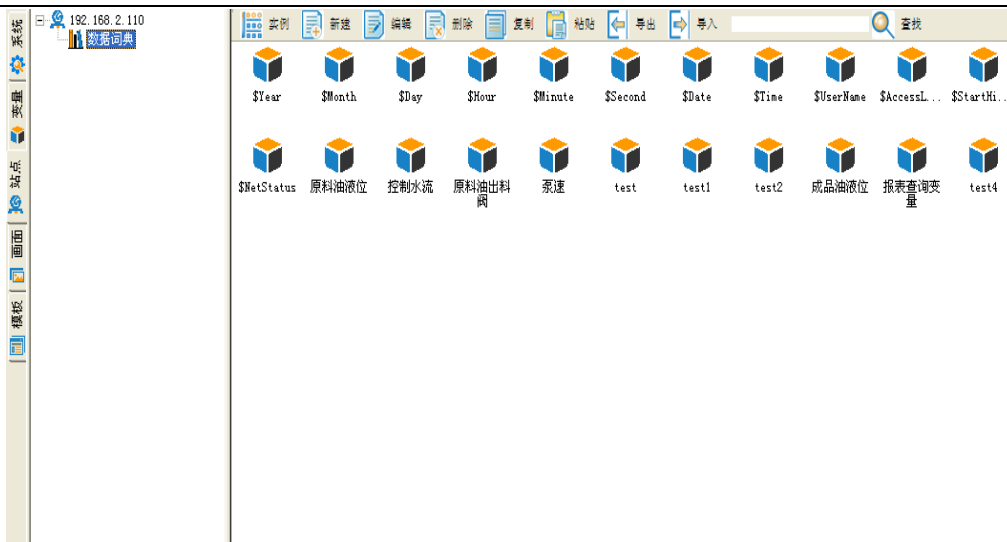 系统
变量
站点
画面
模板
192.168.2.110
数据词典
实例 新建 编辑 删除 复制 粘贴 导出 导入 查找
$Year $Month $Day $Hour $Minute $Second $Date $Time $UserName $AccessL... $StartHi...
$NetStatus 原料油液位 控制水流 原料油出料阀 泵速 test test1 test2 成品油液位 报表查询变量 test4